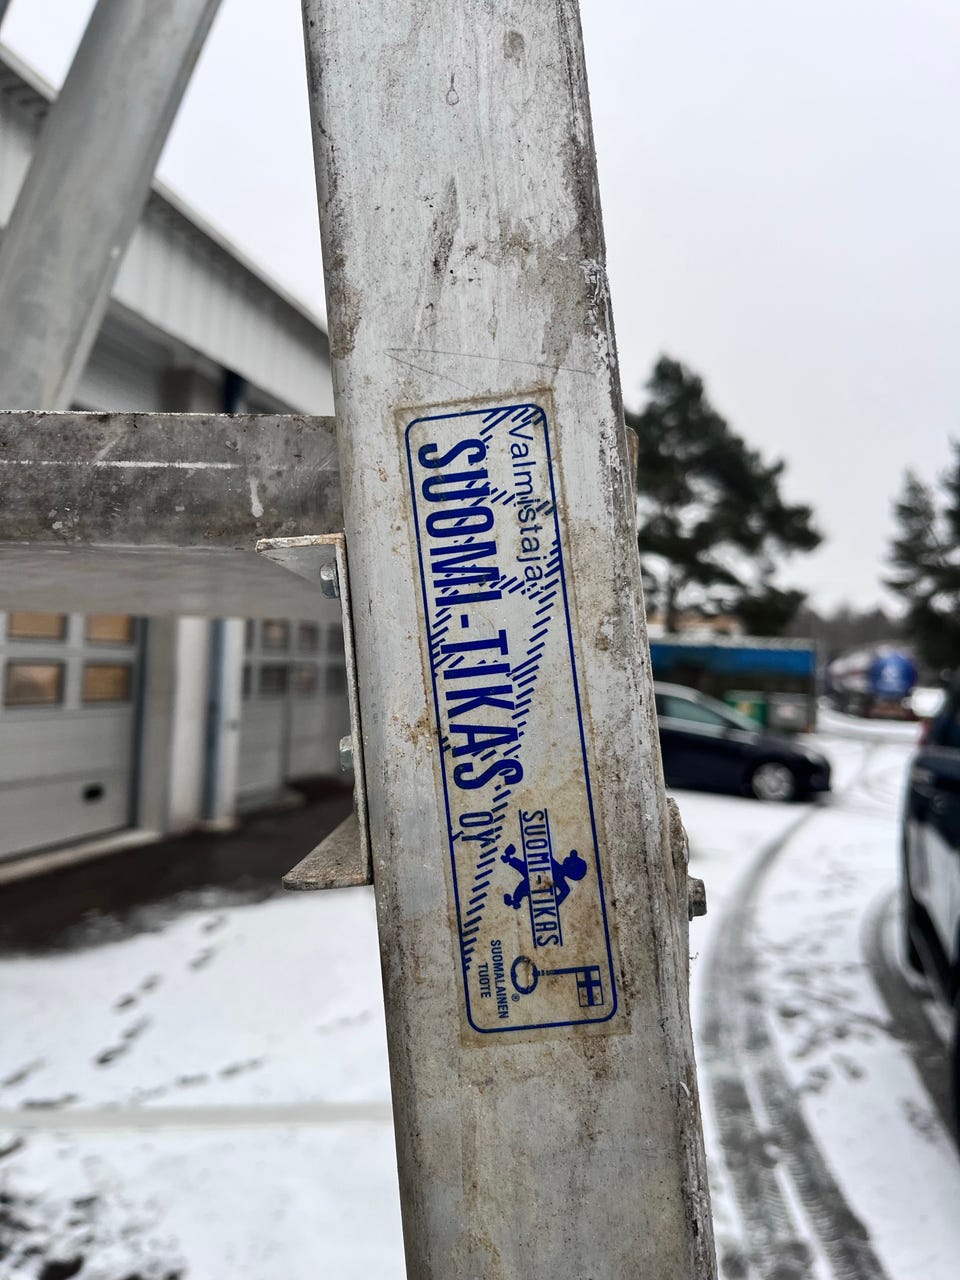 Valmistaja:
SUOMI-TIKAS OY
SUOMI-TIKAS
SUOMALAINEN
TUOTE
®